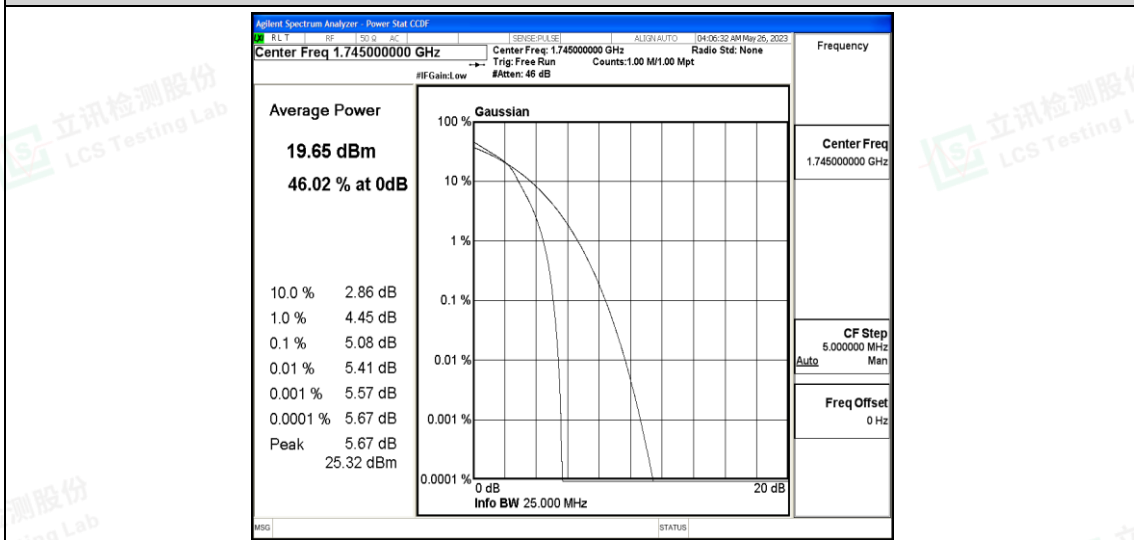 Agilent Spectrum Analyzer - Power Stat CCDF
LXI RLT RF 50 Ω AC SENSE:PULSE ALIGNAUTO 04:06:32 AM May 26, 2023
Center Freq 1.745000000 GHz
Center Freq: 1.745000000 GHz Radio Std: None
Trig: Free Run Counts:1.00 M/1.00 Mpt
#IFGain:Low #Atten: 46 dB
Frequency
Average Power
19.65 dBm
46.02 % at 0dB
10.0 % 2.86 dB
1.0 % 4.45 dB
0.1 % 5.08 dB
0.01 % 5.41 dB
0.001 % 5.57 dB
0.0001 % 5.67 dB
Peak 5.67 dB
25.32 dBm
Gaussian
100 %
10 %
1 %
0.1 %
0.01 %
0.001 %
0.0001 %
0 dB 20 dB
Info BW 25.000 MHz
Center Freq
1.745000000 GHz
CF Step
5.000000 MHz
Auto Man
Freq Offset
0 Hz
MSG STATUS
立讯检测股份
LCS Testing Lab
立讯检测股份
LCS Testing L
测股份
ng Lab